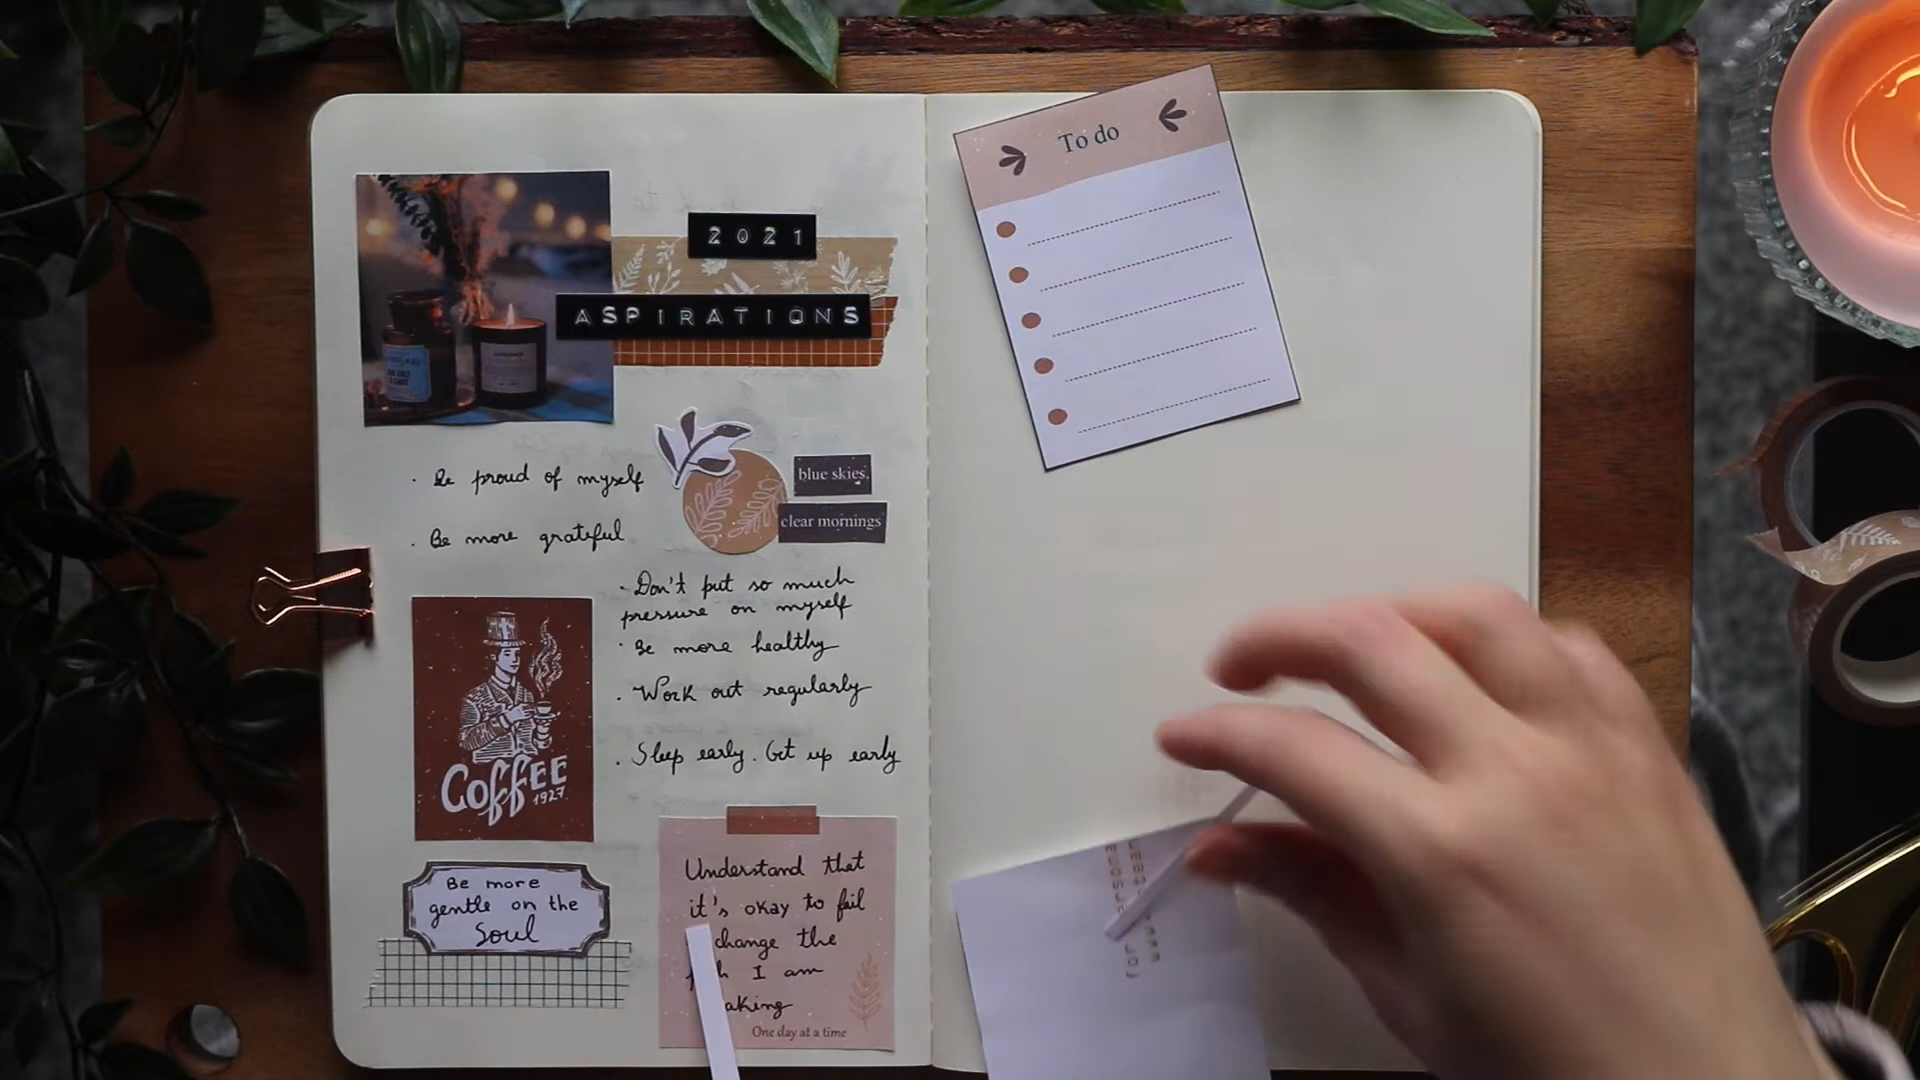 2021
ASPIRATIONS
· Be proud of myself
· Be more grateful
blue skies,
clear mornings
· Don't put so much
pressure on myself
· Be more healthy
· Work out regularly
· Sleep early. Get up early
COFFEE
1927
Be more
gentle on the
Soul
Understand that
it's okay to fail
change the
I am
One day at a time
To do